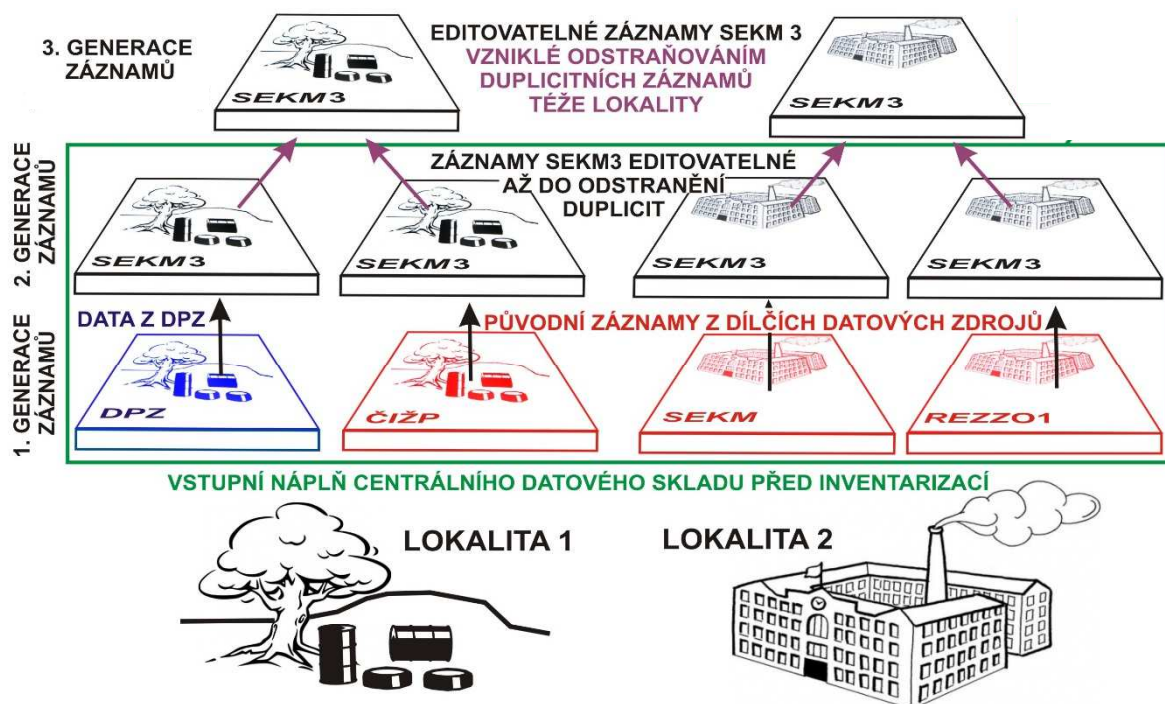 3. GENERACE
ZÁZNAMŮ
EDITOVATELNÉ ZÁZNAMY SEKM 3
VZNIKLÉ ODSTRAŇOVÁNÍM
DUPLICITNÍCH ZÁZNAMŮ
TÉŽE LOKALITY
SEKM3
SEKM3
2. GENERACE
ZÁZNAMŮ
ZÁZNAMY SEKM3 EDITOVATELNÉ
AŽ DO ODSTRANĚNÍ
DUPLICIT
SEKM3
SEKM3
SEKM3
SEKM3
1. GENERACE
ZÁZNAMŮ
DATA Z DPZ
PŮVODNÍ ZÁZNAMY Z DÍLČÍCH DATOVÝCH ZDROJŮ
DPZ
ČIŽP
SEKM
REZZO1
VSTUPNÍ NÁPLŇ CENTRÁLNÍHO DATOVÉHO SKLADU PŘED INVENTARIZACÍ
LOKALITA 1
LOKALITA 2